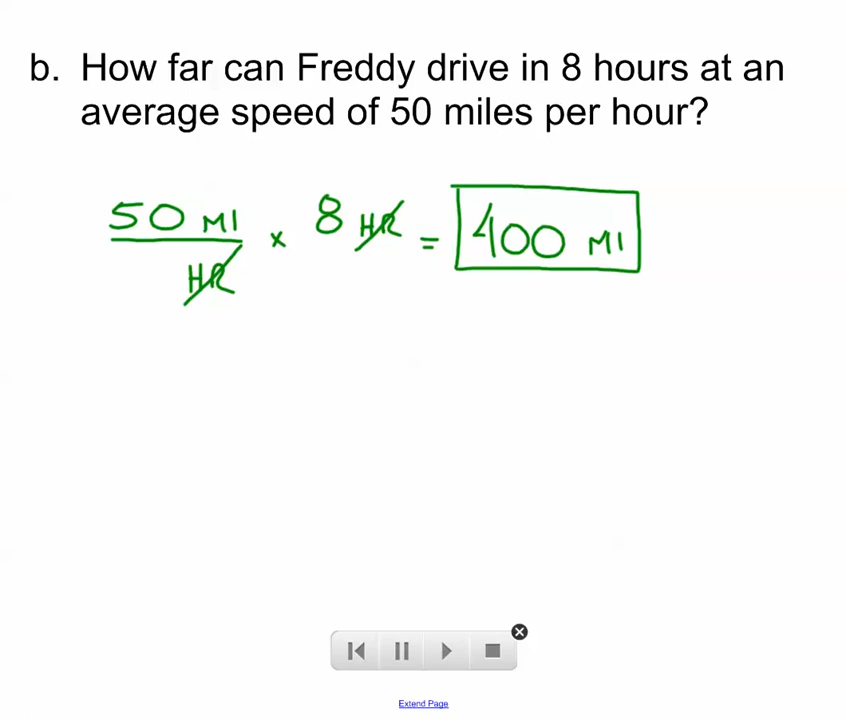 b. How far can Freddy drive in 8 hours at an
average speed of 50 miles per hour?
50 MI
HR
× 8 HR = 400 MI
Extend Page